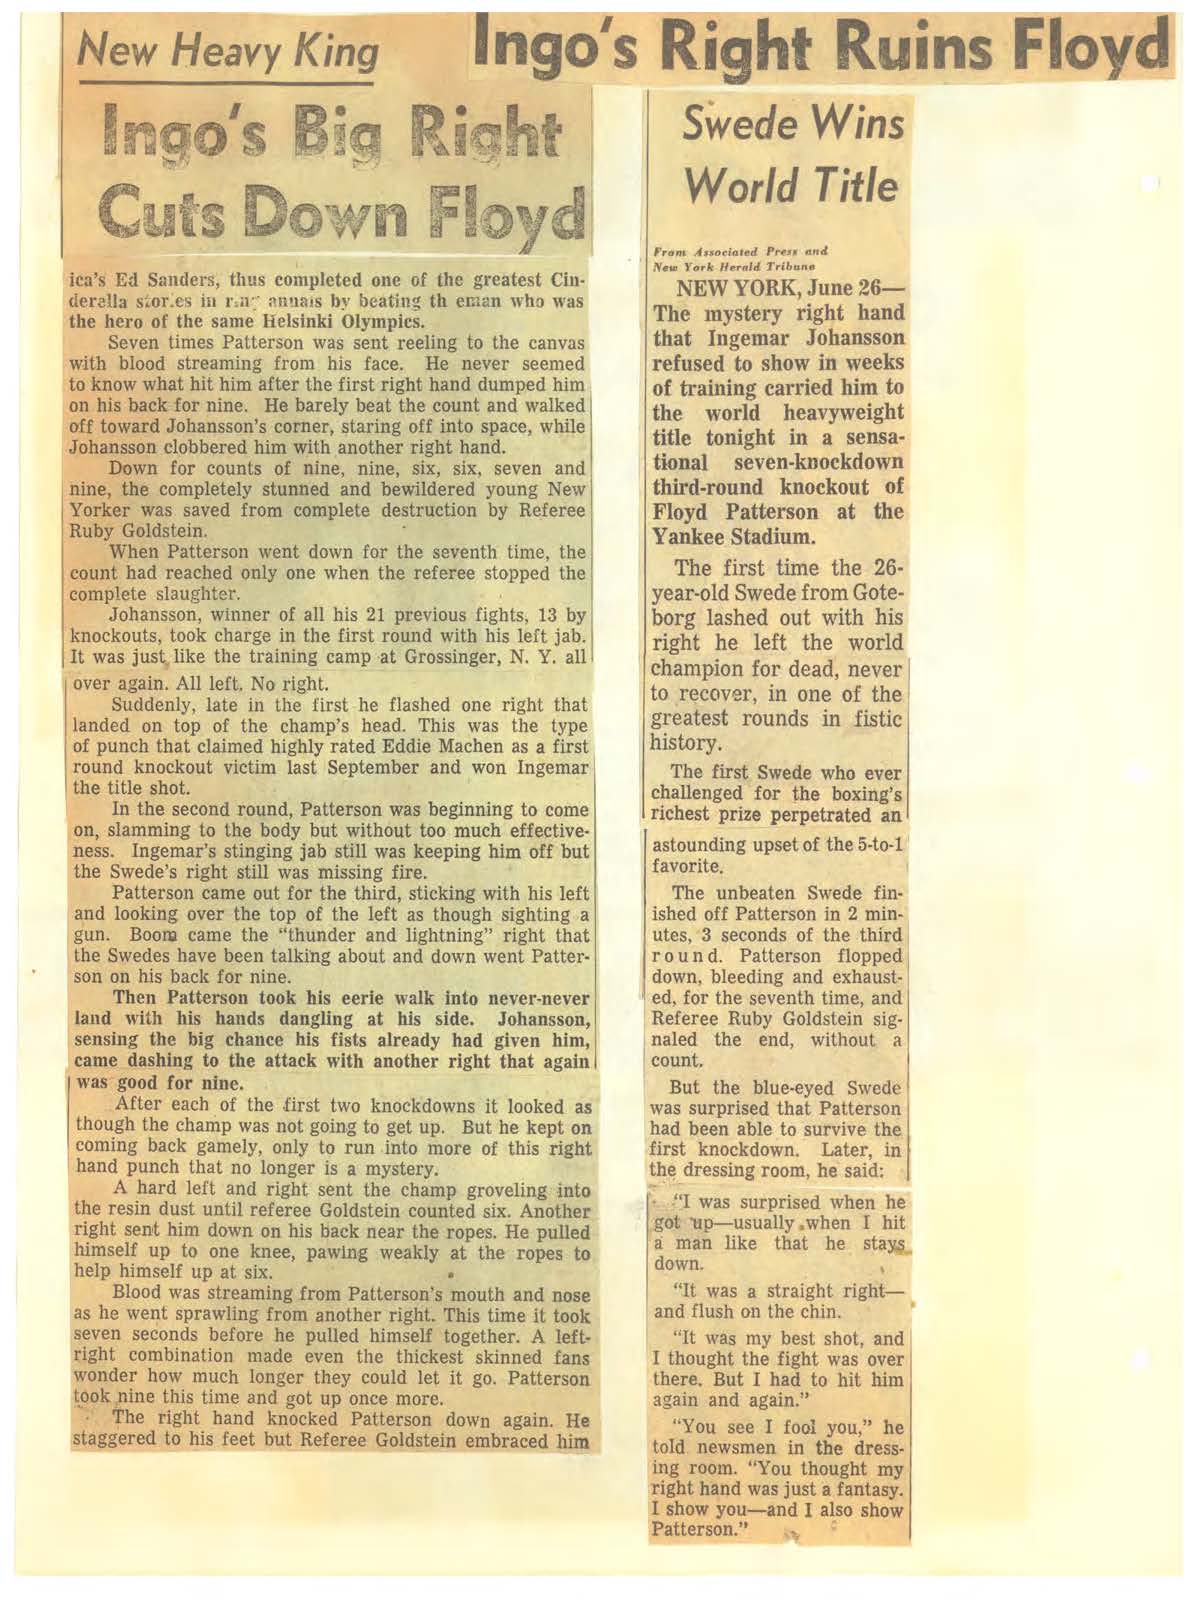 New Heavy King
Ingo's Right Ruins Floyd
Ingo's Big Right
Cuts Down Floyd
ica's Ed Sanders, thus completed one of the greatest Cin-
derella stories in ring annals by beating th eman who was
the hero of the same Helsinki Olympics.
Seven times Patterson was sent reeling to the canvas
with blood streaming from his face. He never seemed
to know what hit him after the first right hand dumped him
on his back for nine. He barely beat the count and walked
off toward Johansson's corner, staring off into space, while
Johansson clobbered him with another right hand.
Down for counts of nine, nine, six, six, seven and
nine, the completely stunned and bewildered young New
Yorker was saved from complete destruction by Referee
Ruby Goldstein.
When Patterson went down for the seventh time, the
count had reached only one when the referee stopped the
complete slaughter.
Johansson, winner of all his 21 previous fights, 13 by
knockouts, took charge in the first round with his left jab.
It was just like the training camp at Grossinger, N. Y. all
over again. All left. No right.
Suddenly, late in the first he flashed one right that
landed on top of the champ's head. This was the type
of punch that claimed highly rated Eddie Machen as a first
round knockout victim last September and won Ingemar
the title shot.
In the second round, Patterson was beginning to come
on, slamming to the body but without too much effective-
ness. Ingemar's stinging jab still was keeping him off but
the Swede's right still was missing fire.
Patterson came out for the third, sticking with his left
and looking over the top of the left as though sighting a
gun. Boom came the "thunder and lightning" right that
the Swedes have been talking about and down went Patter-
son on his back for nine.
Then Patterson took his eerie walk into never-never
land with his hands dangling at his side. Johansson,
sensing the big chance his fists already had given him,
came dashing to the attack with another right that again
was good for nine.
After each of the first two knockdowns it looked as
though the champ was not going to get up. But he kept on
coming back gamely, only to run into more of this right
hand punch that no longer is a mystery.
A hard left and right sent the champ groveling into
the resin dust until referee Goldstein counted six. Another
right sent him down on his back near the ropes. He pulled
himself up to one knee, pawing weakly at the ropes to
help himself up at six.
Blood was streaming from Patterson's mouth and nose
as he went sprawling from another right. This time it took
seven seconds before he pulled himself together. A left-
right combination made even the thickest skinned fans
wonder how much longer they could let it go. Patterson
took nine this time and got up once more.
The right hand knocked Patterson down again. He
staggered to his feet but Referee Goldstein embraced him
Swede Wins
World Title
From Associated Press and
New York Herald Tribune
NEW YORK, June 26—
The mystery right hand
that Ingemar Johansson
refused to show in weeks
of training carried him to
the world heavyweight
title tonight in a sensa-
tional seven-knockdown
third-round knockout of
Floyd Patterson at the
Yankee Stadium.
The first time the 26-
year-old Swede from Gote-
borg lashed out with his
right he left the world
champion for dead, never
to recover, in one of the
greatest rounds in fistic
history.
The first Swede who ever
challenged for the boxing's
richest prize perpetrated an
astounding upset of the 5-to-1
favorite.
The unbeaten Swede fin-
ished off Patterson in 2 min-
utes, 3 seconds of the third
round. Patterson flopped
down, bleeding and exhaust-
ed, for the seventh time, and
Referee Ruby Goldstein sig-
naled the end, without a
count.
But the blue-eyed Swede
was surprised that Patterson
had been able to survive the
first knockdown. Later, in
the dressing room, he said:
"I was surprised when he
got up—usually when I hit
a man like that he stays
down.
"It was a straight right—
and flush on the chin.
"It was my best shot, and
I thought the fight was over
there. But I had to hit him
again and again."
"You see I fool you," he
told newsmen in the dress-
ing room. "You thought my
right hand was just a fantasy.
I show you—and I also show
Patterson."